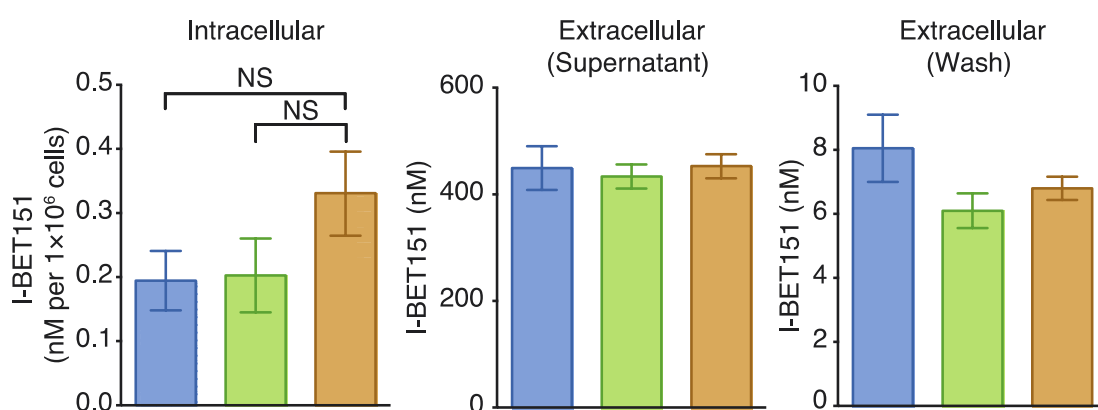 Intracellular
I-BET151
(nM per 1×10⁶ cells)
0.5
0.4
0.3
0.2
0.1
0.0
NS
NS
Extracellular
(Supernatant)
I-BET151 (nM)
600
400
200
0
Extracellular
(Wash)
I-BET151 (nM)
10
8
6
4
2
0